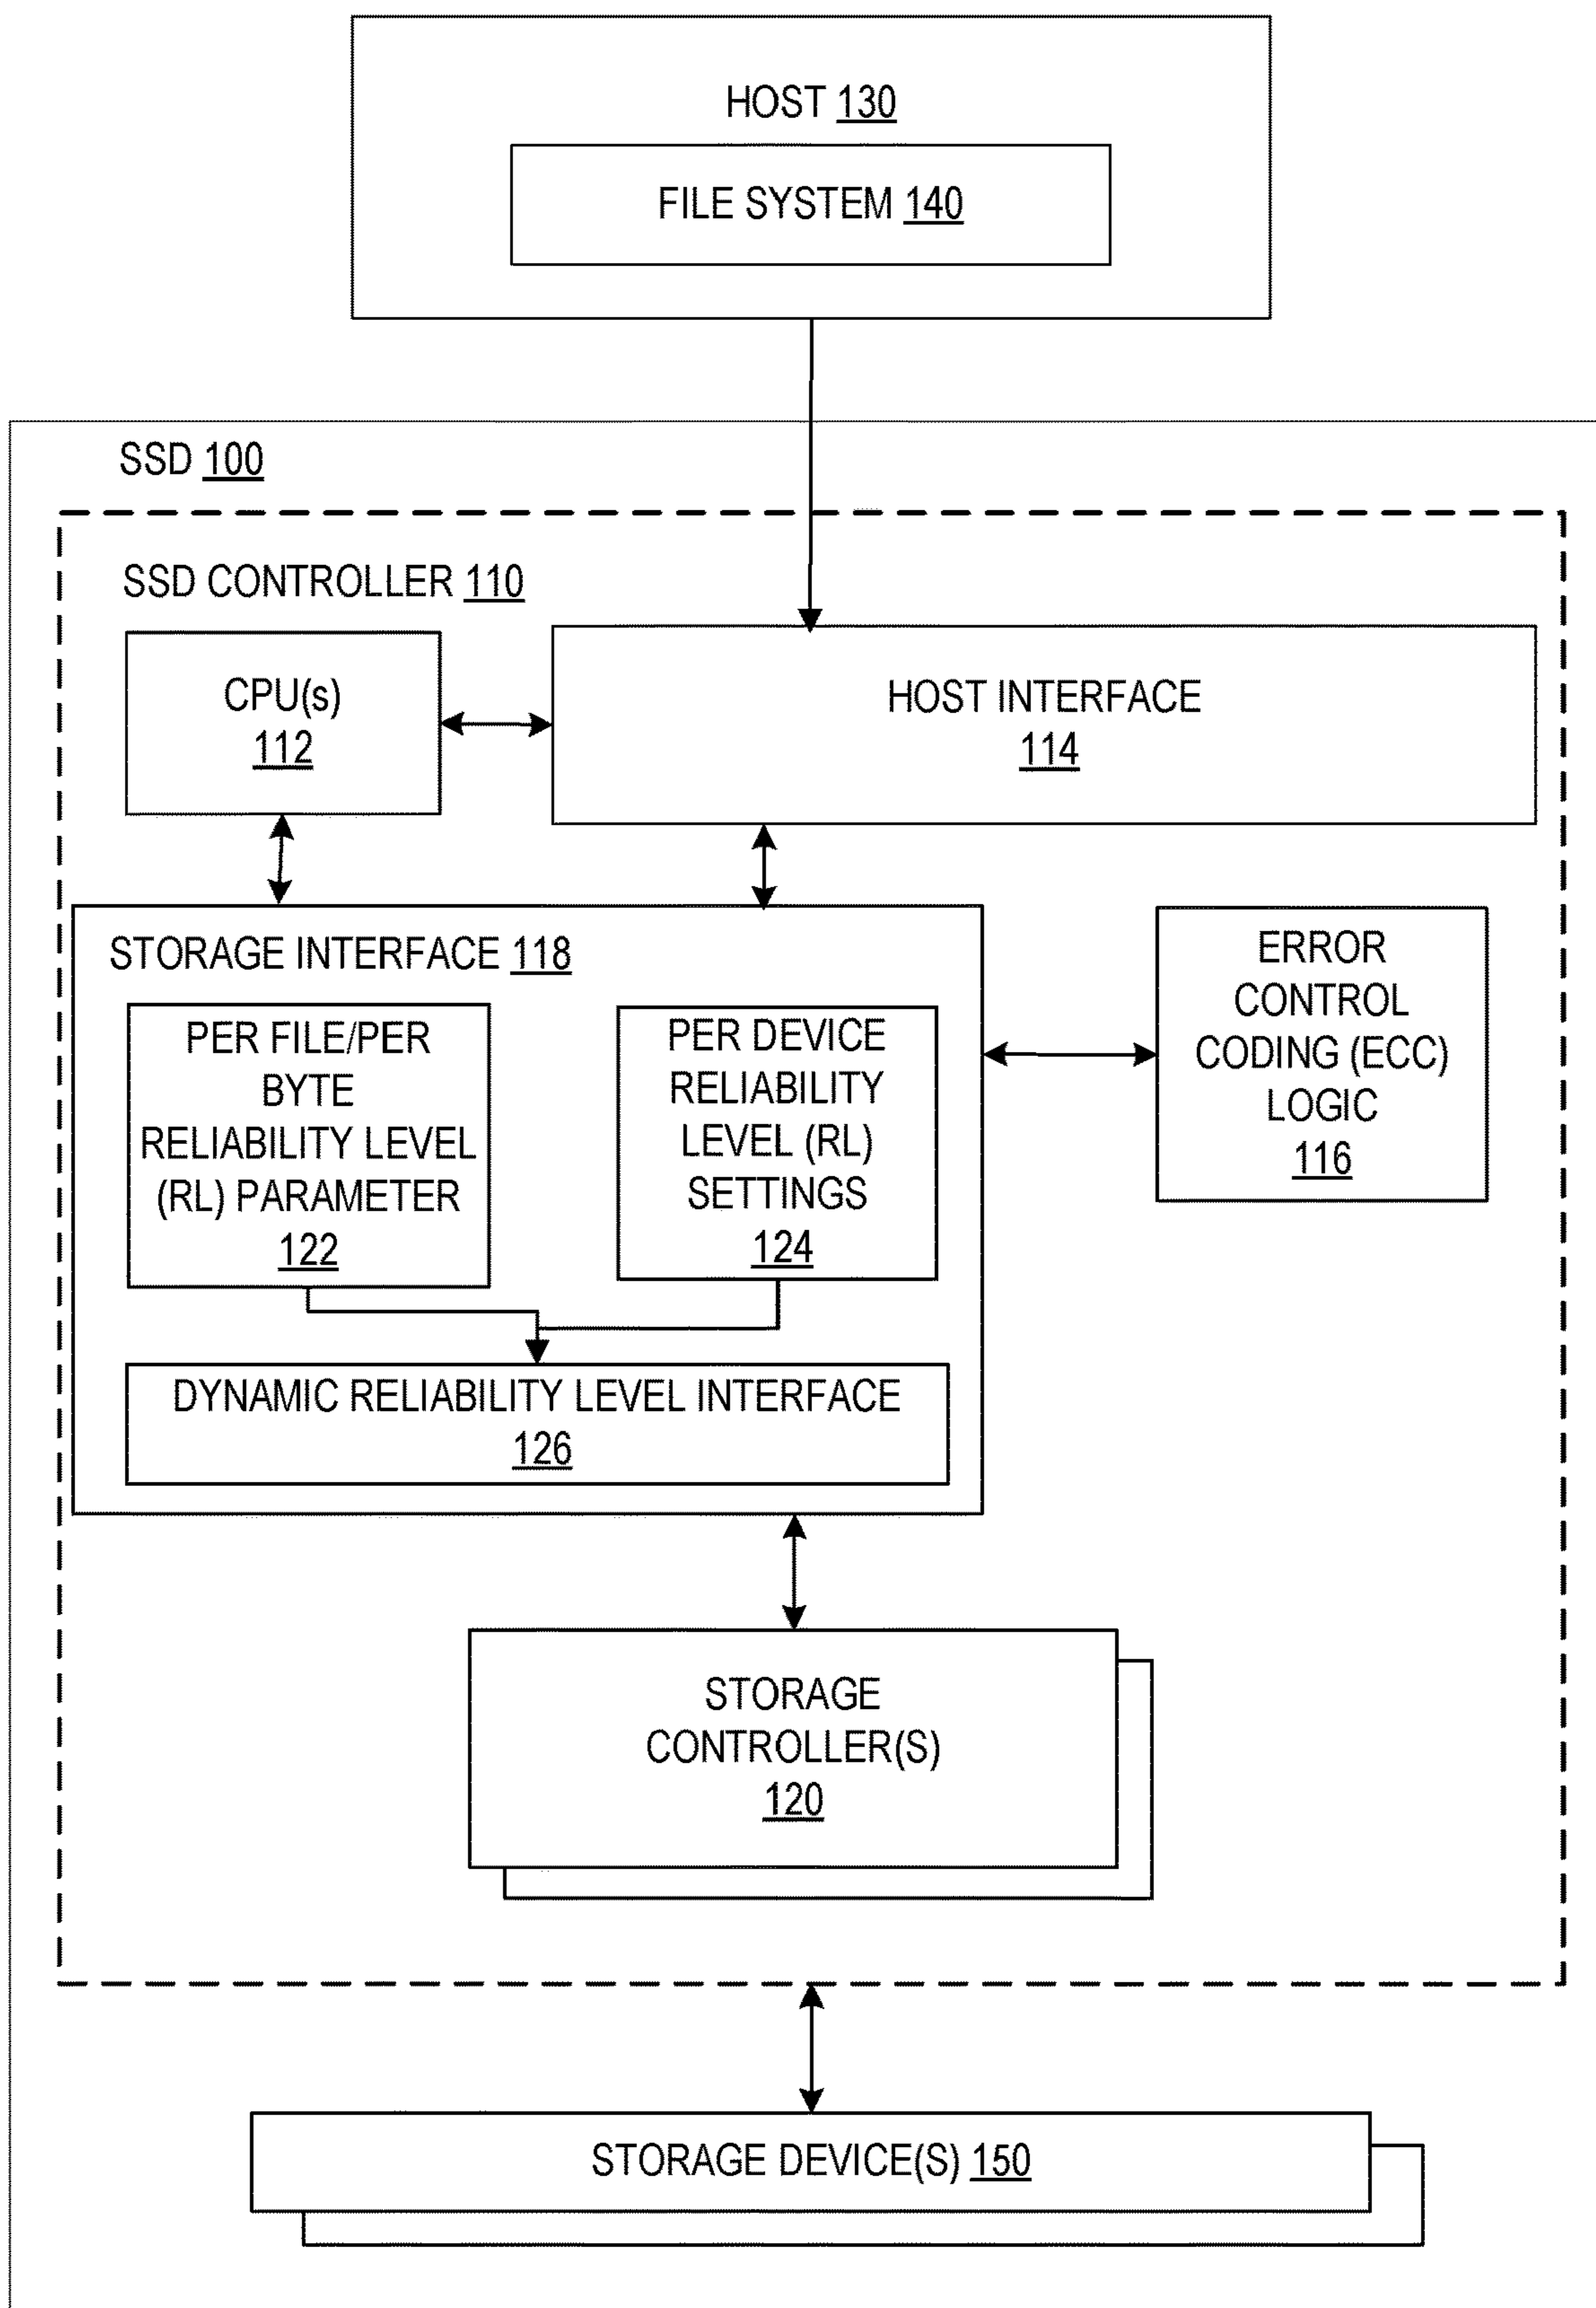 HOST 130
FILE SYSTEM 140
SSD 100
SSD CONTROLLER 110
CPU(s)
112
HOST INTERFACE
114
STORAGE INTERFACE 118
PER FILE/PER
BYTE
RELIABILITY LEVEL
(RL) PARAMETER
122
PER DEVICE
RELIABILITY
LEVEL (RL)
SETTINGS
124
ERROR
CONTROL
CODING (ECC)
LOGIC
116
DYNAMIC RELIABILITY LEVEL INTERFACE
126
STORAGE
CONTROLLER(S)
120
STORAGE DEVICE(S) 150